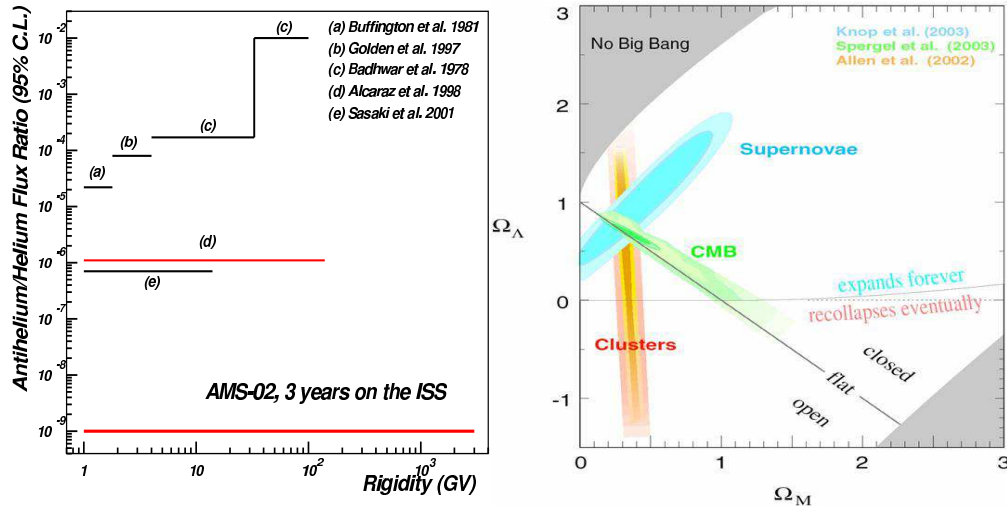 Antihelium/Helium Flux Ratio (95% C.L.)
10⁻²
10⁻³
10⁻⁴
10⁻⁵
10⁻⁶
10⁻⁷
10⁻⁸
10⁻⁹
(a)
(b)
(c)
(c)
(d)
(e)
(a) Buffington et al. 1981
(b) Golden et al. 1997
(c) Badhwar et al. 1978
(d) Alcaraz et al. 1998
(e) Sasaki et al. 2001
AMS-02, 3 years on the ISS
1
10
10²
10³
Rigidity (GV)
3
2
1
0
-1
Ω_Λ
No Big Bang
Knop et al. (2003)
Spergel et al. (2003)
Allen et al. (2002)
Supernovae
CMB
expands forever
recollapses eventually
Clusters
closed
flat
open
0
1
2
3
Ω_M